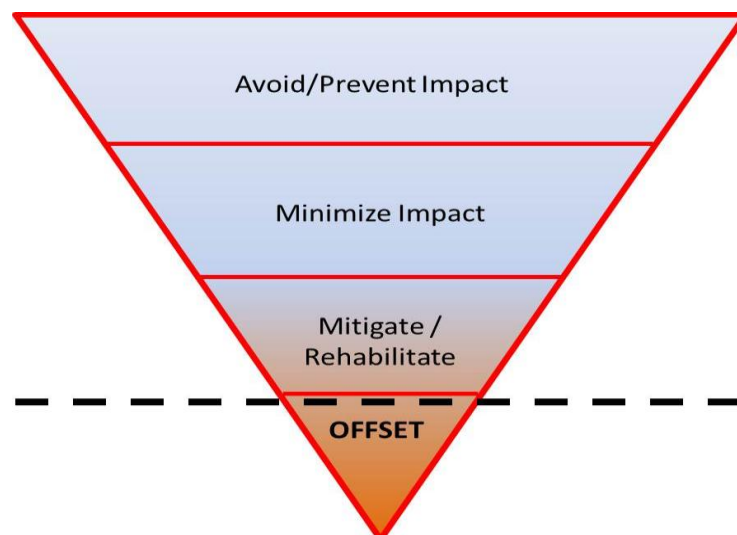 Avoid/Prevent Impact
Minimize Impact
Mitigate /
Rehabilitate
OFFSET